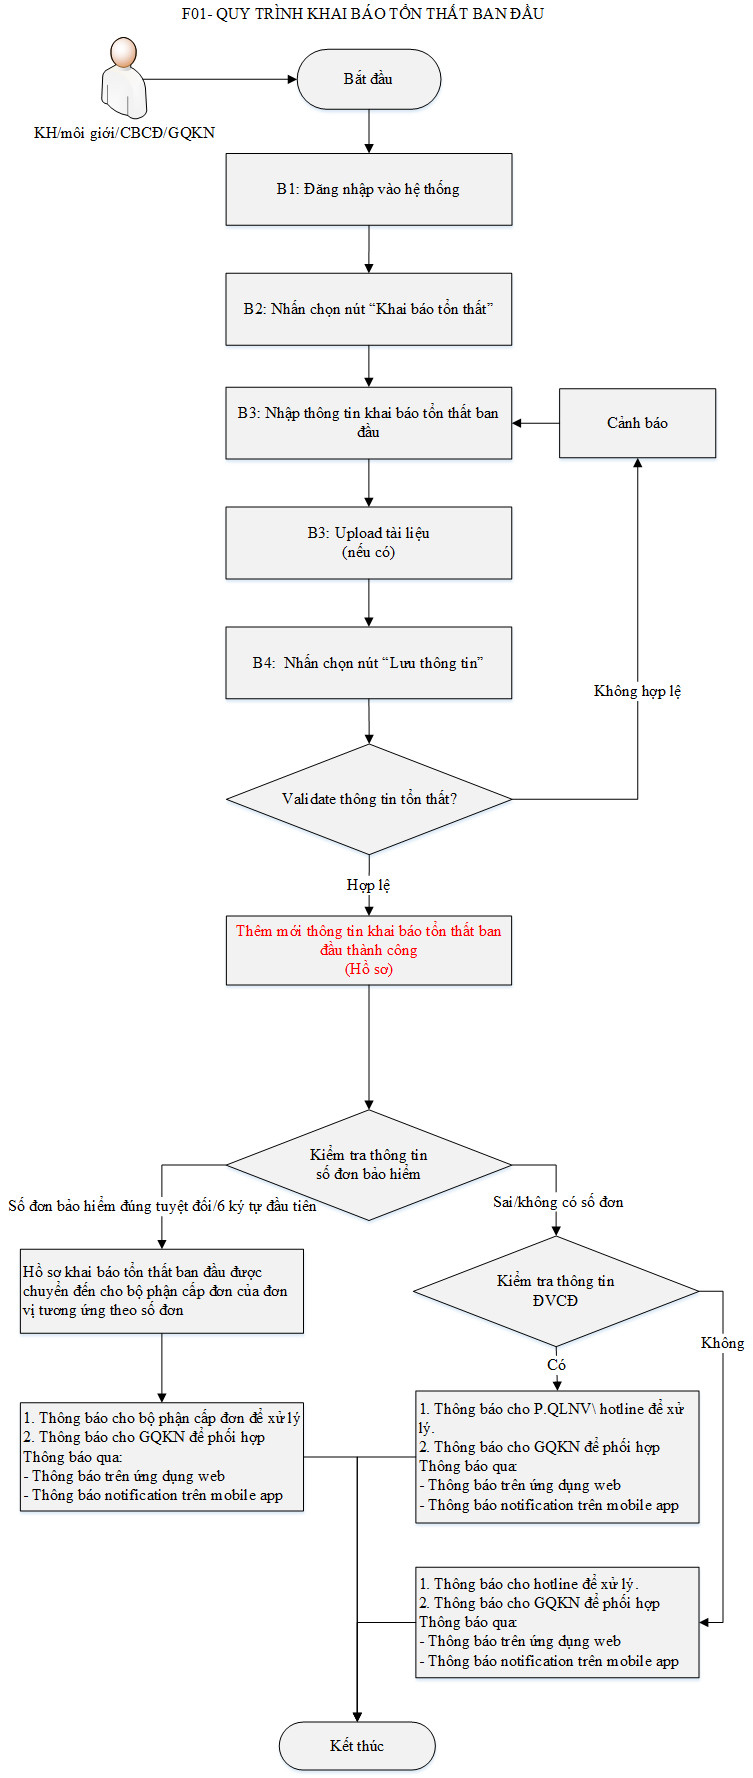 F01- QUY TRÌNH KHAI BÁO TỔN THẤT BAN ĐẦU
KH/môi giới/CBCĐ/GQKN
Bắt đầu
B1: Đăng nhập vào hệ thống
B2: Nhấn chọn nút “Khai báo tổn thất”
B3: Nhập thông tin khai báo tổn thất ban
đầu
Cảnh báo
B3: Upload tài liệu
(nếu có)
B4:  Nhấn chọn nút “Lưu thông tin”
Không hợp lệ
Validate thông tin tổn thất?
Hợp lệ
Thêm mới thông tin khai báo tổn thất ban
đầu thành công
(Hồ sơ)
Kiểm tra thông tin
số đơn bảo hiểm
Số đơn bảo hiểm đúng tuyệt đối/6 ký tự đầu tiên
Sai/không có số đơn
Hồ sơ khai báo tổn thất ban đầu được
chuyển đến cho bộ phận cấp đơn của đơn
vị tương ứng theo số đơn
Kiểm tra thông tin
ĐVCĐ
Không
Có
1. Thông báo cho bộ phận cấp đơn để xử lý
2. Thông báo cho GQKN để phối hợp
Thông báo qua:
- Thông báo trên ứng dụng web
- Thông báo notification trên mobile app
1. Thông báo cho P.QLNV\ hotline để xử
lý.
2. Thông báo cho GQKN để phối hợp
Thông báo qua:
- Thông báo trên ứng dụng web
- Thông báo notification trên mobile app
1. Thông báo cho hotline để xử lý.
2. Thông báo cho GQKN để phối hợp
Thông báo qua:
- Thông báo trên ứng dụng web
- Thông báo notification trên mobile app
Kết thúc